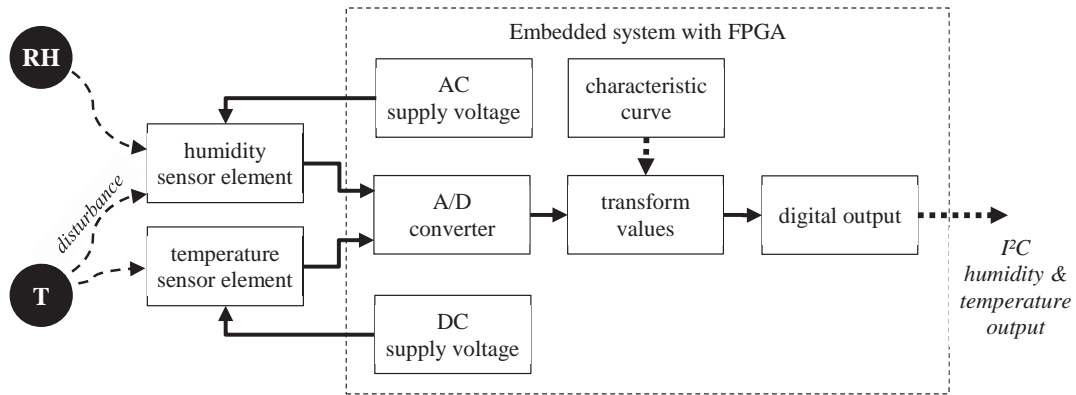 Embedded system with FPGA
RH
AC
supply voltage
characteristic
curve
humidity
sensor element
disturbance
A/D
converter
transform
values
digital output
temperature
sensor element
T
I²C
humidity &
temperature
output
DC
supply voltage